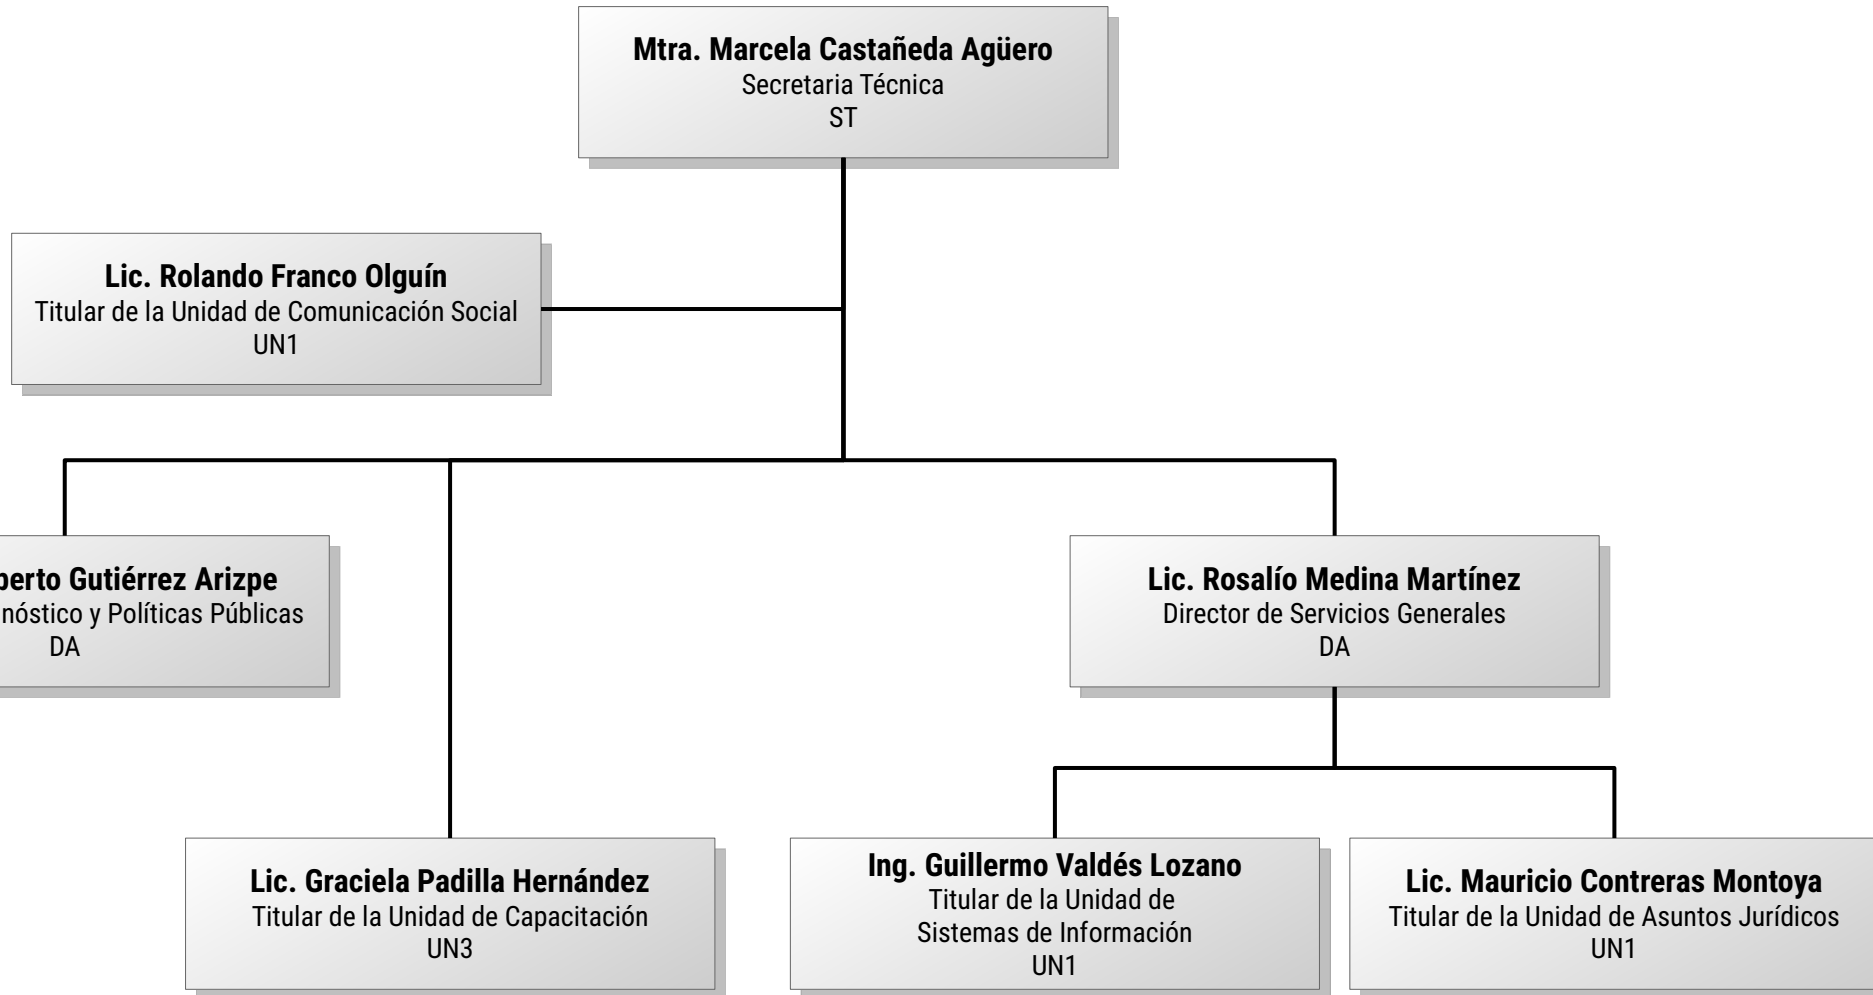 Mtra. Marcela Castañeda Agüero
Secretaria Técnica
ST
Lic. Rolando Franco Olguín
Titular de la Unidad de Comunicación Social
UN1
Gutiérrez Arizpe
y Políticas Públicas
DA
Lic. Rosalío Medina Martínez
Director de Servicios Generales
DA
Lic. Graciela Padilla Hernández
Titular de la Unidad de Capacitación
UN3
Ing. Guillermo Valdés Lozano
Titular de la Unidad de
Sistemas de Información
UN1
Lic. Mauricio Contreras Montoya
Titular de la Unidad de Asuntos Jurídicos
UN1